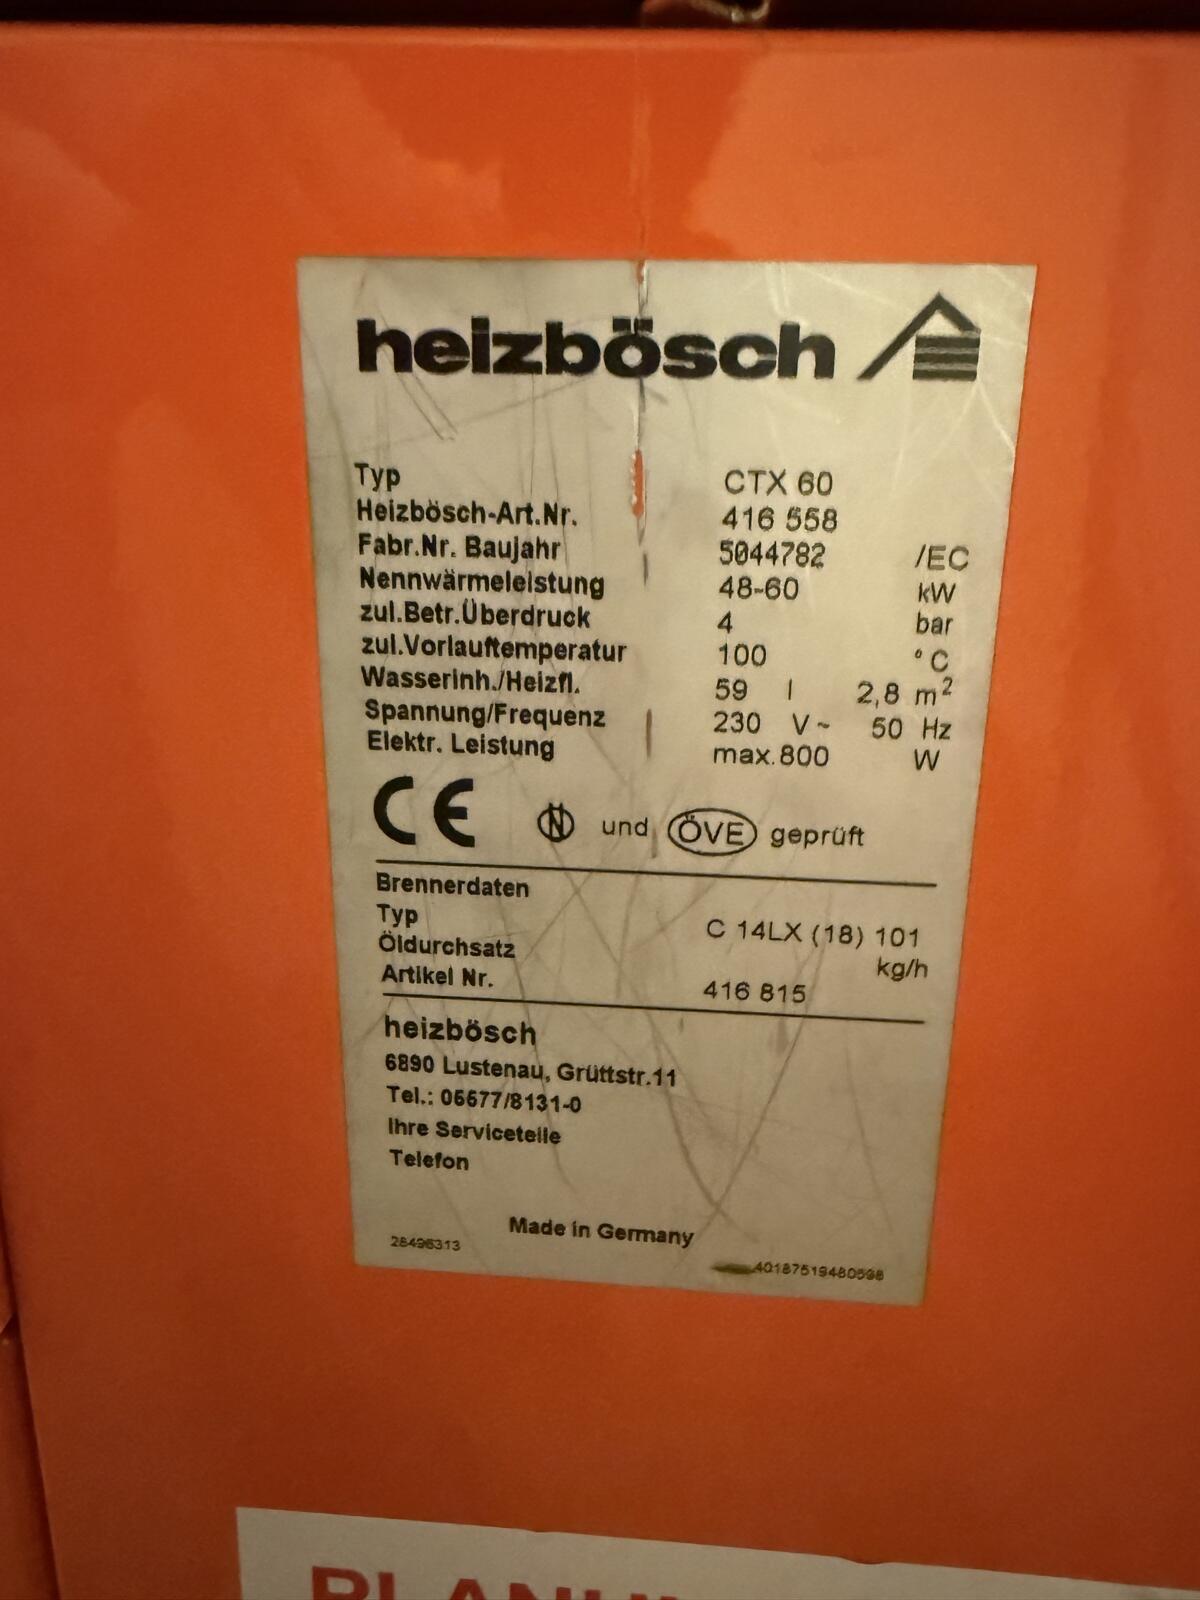 heizbösch
Typ CTX 60
Heizbösch-Art.Nr. 416 558
Fabr.Nr. Baujahr 5044782 /EC
Nennwärmeleistung 48-60 kW
zul.Betr.Überdruck 4 bar
zul.Vorlauftemperatur 100 °C
Wasserinh./Heizfl. 59 l 2,8 m²
Spannung/Frequenz 230 V~ 50 Hz
Elektr. Leistung max.800 W
CE N und ÖVE geprüft
Brennerdaten
Typ C 14LX (18) 101
Öldurchsatz kg/h
Artikel Nr. 416 815
heizbösch
6890 Lustenau, Grüttstr.11
Tel.: 05577/8131-0
Ihre Serviceteile
Telefon
Made in Germany
28496313